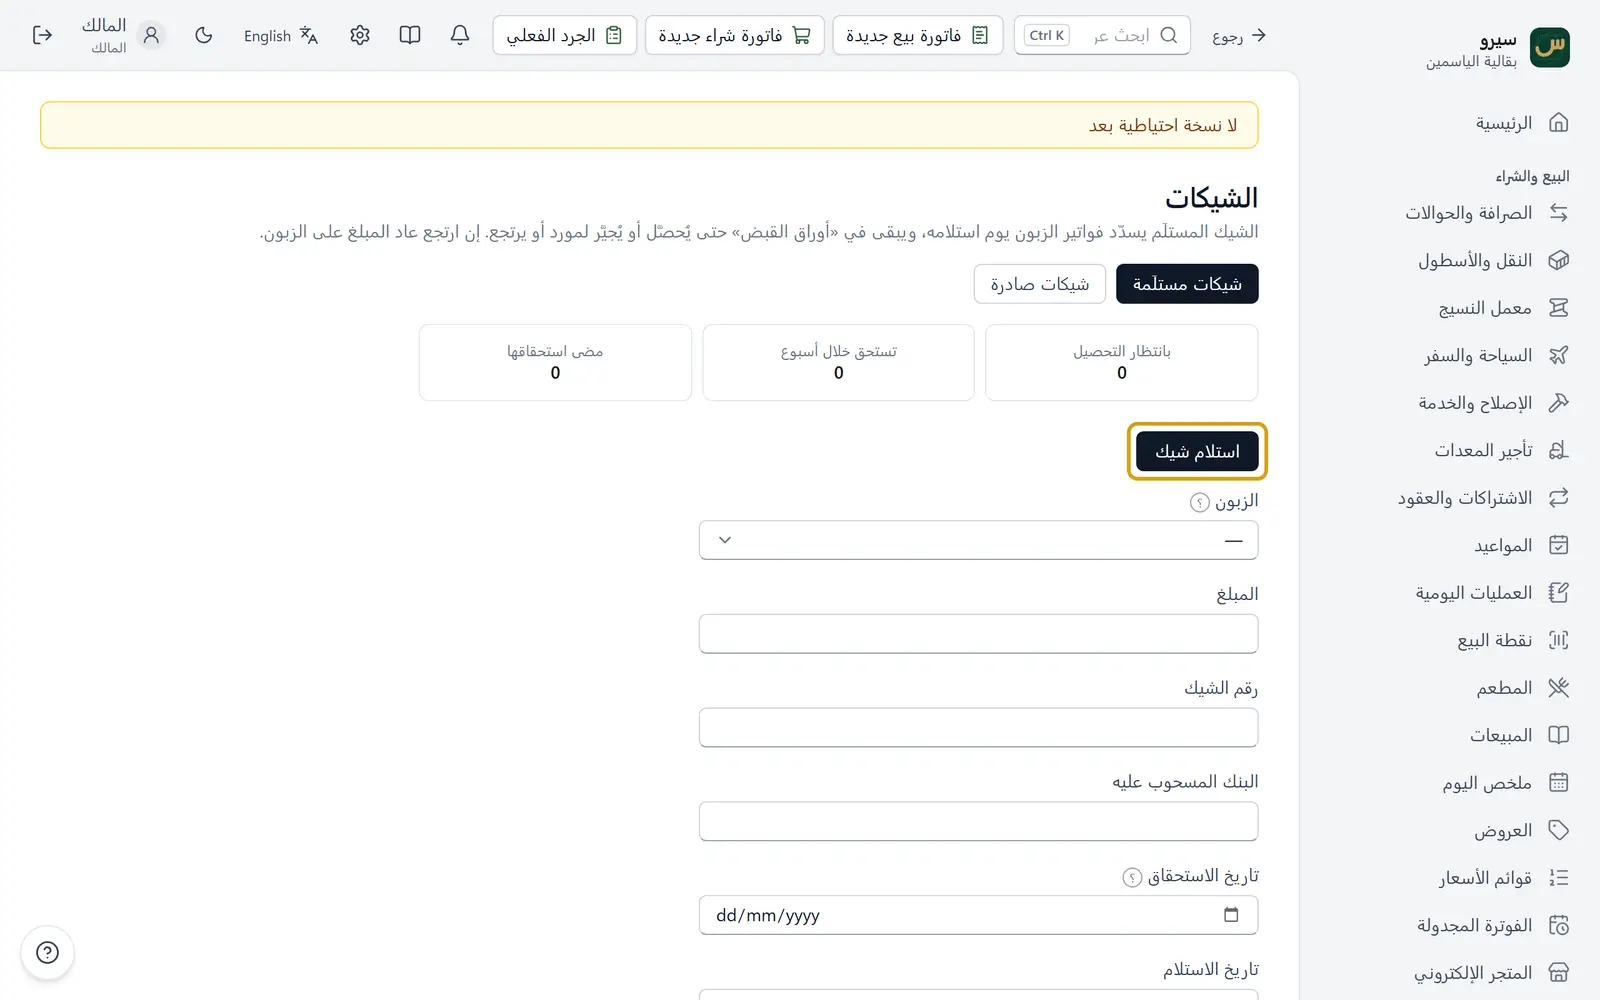 سيرو
بقالية الياسمين
رجوع
ابحث عر
Ctrl K
فاتورة بيع جديدة
فاتورة شراء جديدة
الجرد الفعلي
English
المالك
المالك
الرئيسية
البيع والشراء
الصرافة والحوالات
النقل والأسطول
معمل النسيج
السياحة والسفر
الإصلاح والخدمة
تأجير المعدات
الاشتراكات والعقود
المواعيد
العمليات اليومية
نقطة البيع
المطعم
المبيعات
ملخص اليوم
العروض
قوائم الأسعار
الفوترة المجدولة
المتجر الإلكتروني
لا نسخة احتياطية بعد
الشيكات
الشيك المستلَم يسدّد فواتير الزبون يوم استلامه، ويبقى في «أوراق القبض» حتى يُحصَّل أو يُجيَّر لمورد أو يرتجع. إن ارتجع عاد المبلغ على الزبون.
شيكات مستلَمة
شيكات صادرة
بانتظار التحصيل
0
تستحق خلال أسبوع
0
مضى استحقاقها
0
استلام شيك
الزبون ؟
—
المبلغ
رقم الشيك
البنك المسحوب عليه
تاريخ الاستحقاق ؟
dd/mm/yyyy
تاريخ الاستلام